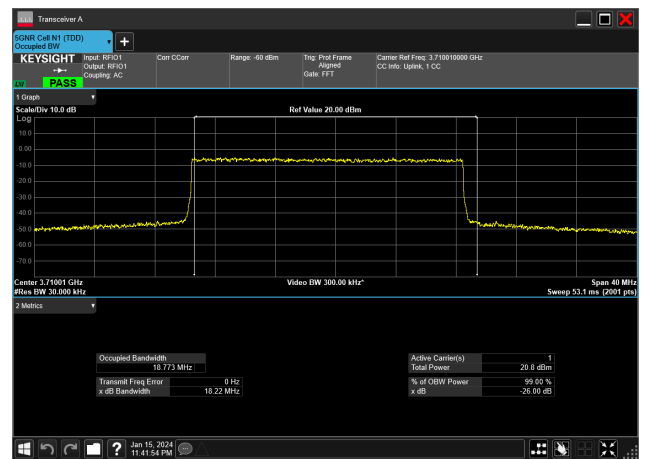 Transceiver A
5GNR Cell N1 (TDD)
Occupied BW
KEYSIGHT
Input: RFIO1
Output: RFIO1
Coupling: AC
Corr CCorr
Range: -60 dBm
Trig: Prot Frame
Aligned
Gate: FFT
Carrier Ref Freq: 3.710010000 GHz
CC Info: Uplink, 1 CC
PASS
1 Graph
Scale/Div 10.0 dB
Ref Value 20.00 dBm
Log
10.0
0.00
-10.0
-20.0
-30.0
-40.0
-50.0
-60.0
-70.0
Center 3.71001 GHz
Video BW 300.00 kHz*
Span 40 MHz
#Res BW 30.000 kHz
Sweep 53.1 ms (2001 pts)
2 Metrics
Occupied Bandwidth
18.773 MHz
Transmit Freq Error 0 Hz
x dB Bandwidth 18.22 MHz
Active Carrier(s) 1
Total Power 20.8 dBm
% of OBW Power 99.00 %
x dB -26.00 dB
Jan 15, 2024
11:41:54 PM